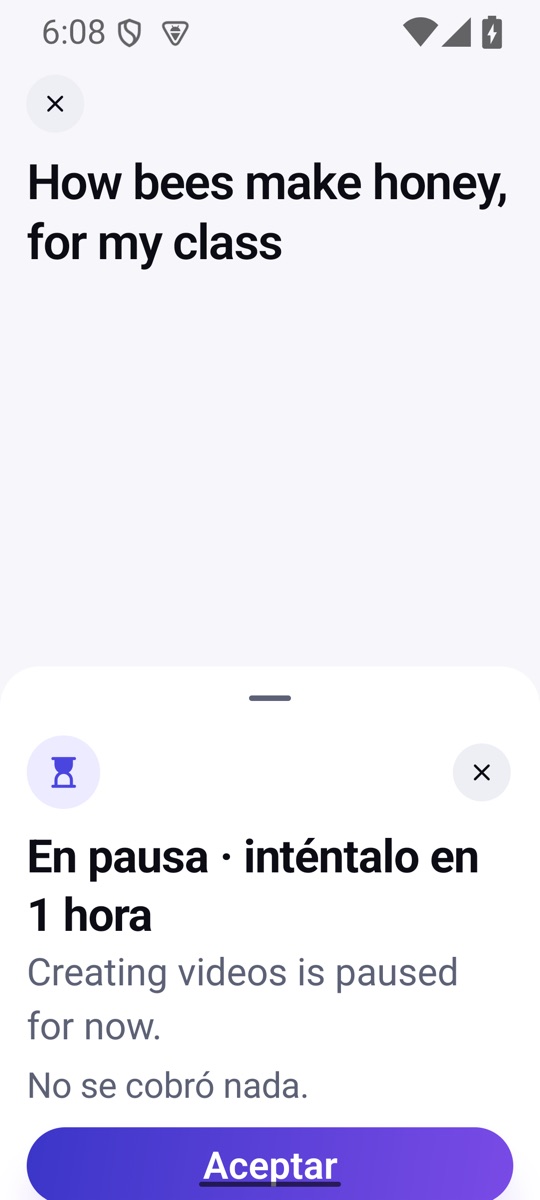 6:08
How bees make honey,
for my class
En pausa · inténtalo en
1 hora
Creating videos is paused
for now.
No se cobró nada.
Aceptar